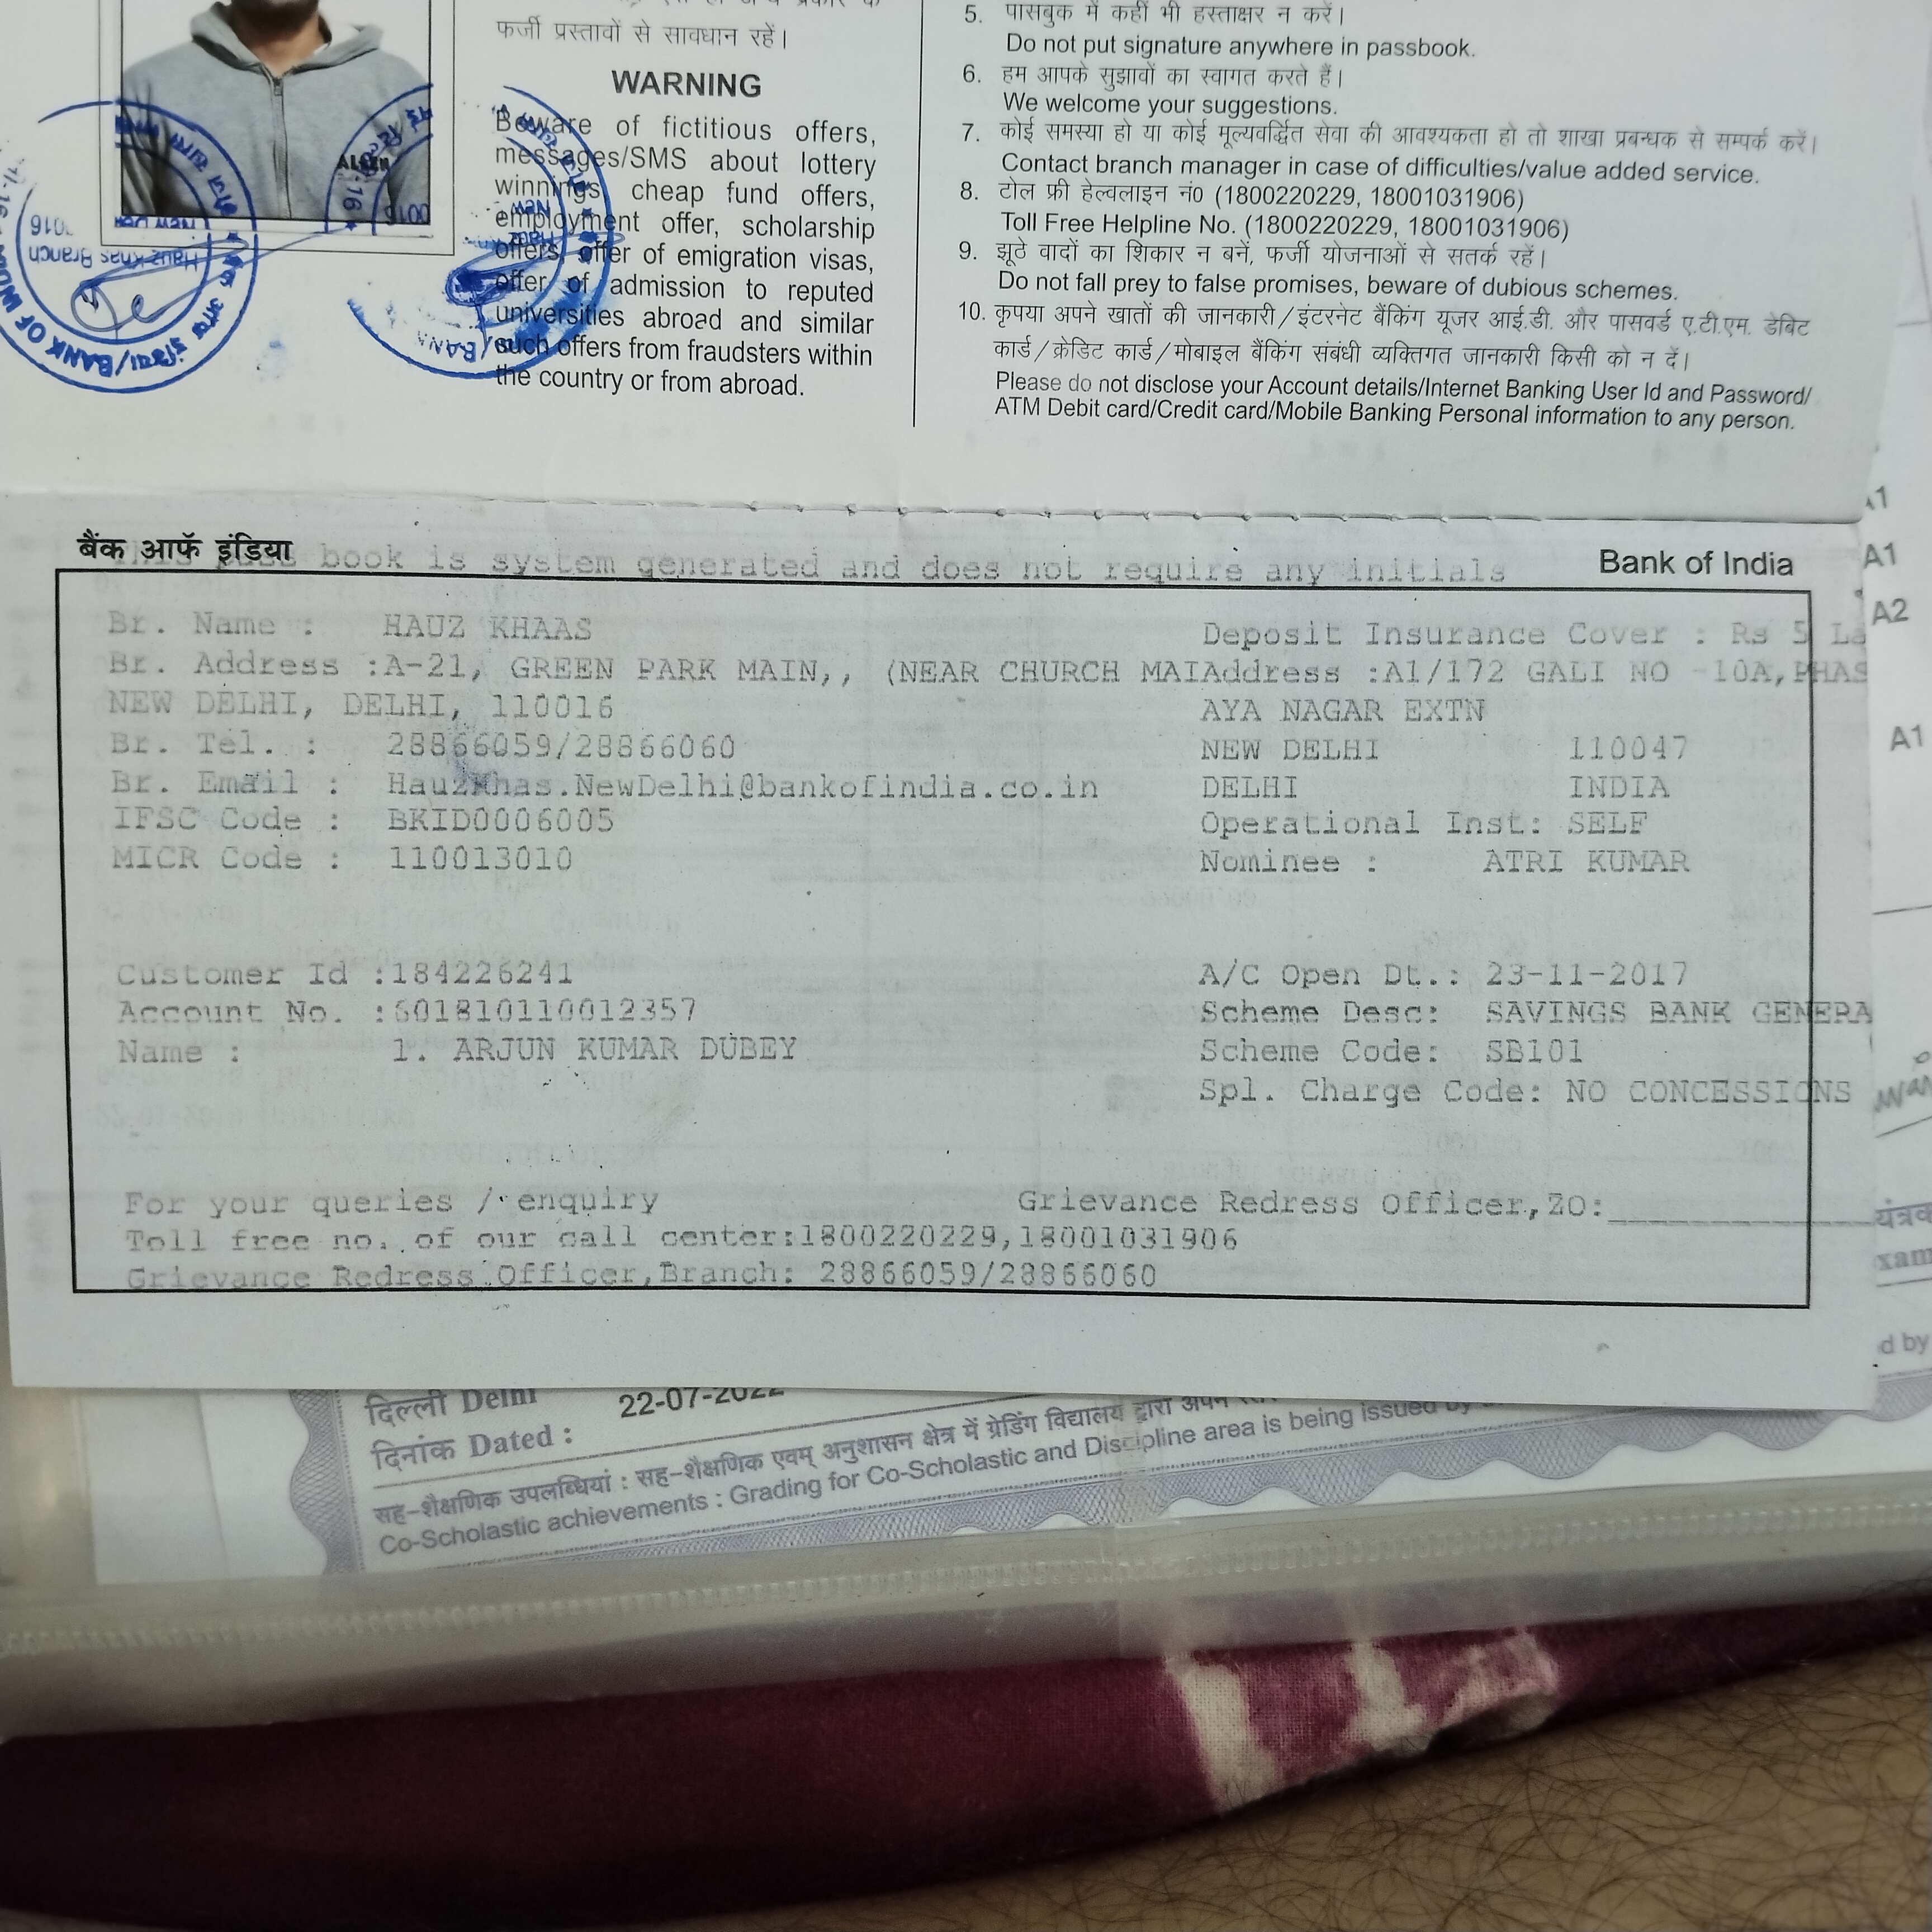 फर्जी प्रस्तावों से सावधान रहें।
WARNING
Beware of fictitious offers,
messages/SMS about lottery
winnings, cheap fund offers,
employment offer, scholarship
offers, offer of emigration visas,
offer of admission to reputed
universities abroad and similar
such offers from fraudsters within
the country or from abroad.
5. पासबुक में कहीं भी हस्ताक्षर न करें।
Do not put signature anywhere in passbook.
6. हम आपके सुझावों का स्वागत करते हैं।
We welcome your suggestions.
7. कोई समस्या हो या कोई मूल्यवर्द्धित सेवा की आवश्यकता हो तो शाखा प्रबन्धक से सम्पर्क करें।
Contact branch manager in case of difficulties/value added service.
8. टोल फ्री हेल्पलाइन नं0 (1800220229, 18001031906)
Toll Free Helpline No. (1800220229, 18001031906)
9. झूठे वादों का शिकार न बनें, फर्जी योजनाओं से सतर्क रहें।
Do not fall prey to false promises, beware of dubious schemes.
10. कृपया अपने खातों की जानकारी/इंटरनेट बैंकिंग यूजर आई.डी. और पासवर्ड ए.टी.एम. डेबिट
कार्ड/क्रेडिट कार्ड/मोबाइल बैंकिंग संबंधी व्यक्तिगत जानकारी किसी को न दें।
Please do not disclose your Account details/Internet Banking User Id and Password/
ATM Debit card/Credit card/Mobile Banking Personal information to any person.
बैंक आफॅ इंडिया
book is system generated and does not require any initials
Bank of India
Br. Name : HAUZ KHAAS
Deposit Insurance Cover : Rs 5 La
Br. Address :A-21, GREEN PARK MAIN,, (NEAR CHURCH MAIAddress :A1/172 GALI NO -10A,PHAS
NEW DELHI, DELHI, 110016
AYA NAGAR EXTN
Br. Tel. : 28866059/28866060
NEW DELHI 110047
Br. Email : HauzKhas.NewDelhi@bankofindia.co.in
DELHI INDIA
IFSC Code : BKID0006005
Operational Inst: SELF
MICR Code : 110013010
Nominee : ATRI KUMAR
Customer Id :184226241
A/C Open Dt.: 23-11-2017
Account No. :601810110012357
Scheme Desc: SAVINGS BANK GENERA
Name : 1. ARJUN KUMAR DUBEY
Scheme Code: SB101
Spl. Charge Code: NO CONCESSIONS
For your queries / enquiry
Grievance Redress Officer,ZO:
Toll free no. of our call center:1800220229,18001031906
Grievance Redress Officer,Branch: 28866059/28866060
A1
A2
A1
दिल्ली Delhi
दिनांक Dated : 22-07-2022
सह-शैक्षणिक उपलब्धियां : सह-शैक्षणिक एवम् अनुशासन क्षेत्र में ग्रेडिंग विद्यालय द्वारा
Co-Scholastic achievements : Grading for Co-Scholastic and Discipline area is being issued by